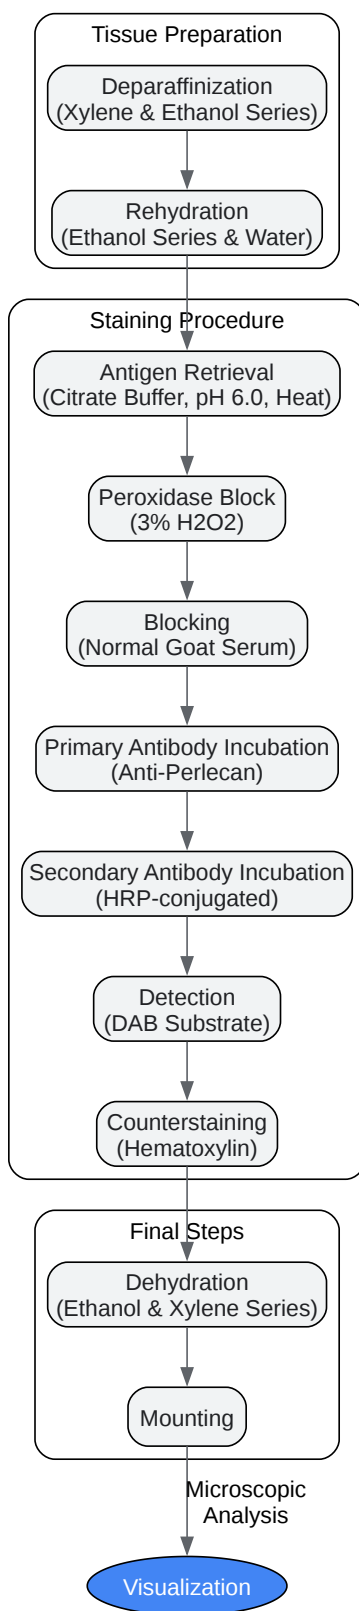 Tissue Preparation
Deparaffinization
(Xylene & Ethanol Series)
Rehydration
(Ethanol Series & Water)
Staining Procedure
Antigen Retrieval
(Citrate Buffer, pH 6.0, Heat)
Peroxidase Block
(3% H2O2)
Blocking
(Normal Goat Serum)
Primary Antibody Incubation
(Anti-Perlecan)
Secondary Antibody Incubation
(HRP-conjugated)
Detection
(DAB Substrate)
Counterstaining
(Hematoxylin)
Final Steps
Dehydration
(Ethanol & Xylene Series)
Mounting
Microscopic
Analysis
Visualization